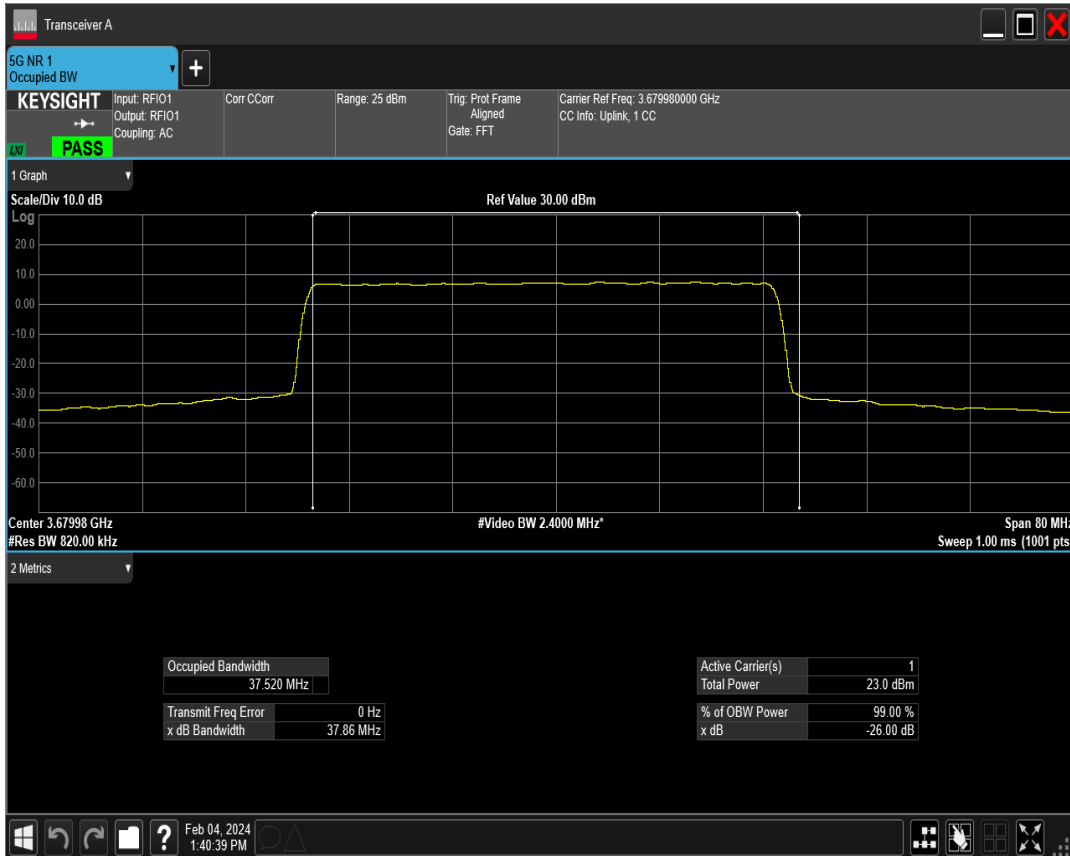 Transceiver A
5G NR 1
Occupied BW
KEYSIGHT
LXI
PASS
Input: RFIO1
Output: RFIO1
Coupling: AC
Corr CCorr
Range: 25 dBm
Trig: Prot Frame
Aligned
Gate: FFT
Carrier Ref Freq: 3.679980000 GHz
CC Info: Uplink, 1 CC
1 Graph
Scale/Div 10.0 dB
Ref Value 30.00 dBm
Log
20.0
10.0
0.00
-10.0
-20.0
-30.0
-40.0
-50.0
-60.0
Center 3.67998 GHz
#Video BW 2.4000 MHz*
Span 80 MHz
#Res BW 820.00 kHz
Sweep 1.00 ms (1001 pts
2 Metrics
Occupied Bandwidth
37.520 MHz
Transmit Freq Error 0 Hz
x dB Bandwidth 37.86 MHz
Active Carrier(s) 1
Total Power 23.0 dBm
% of OBW Power 99.00 %
x dB -26.00 dB
?
Feb 04, 2024
1:40:39 PM